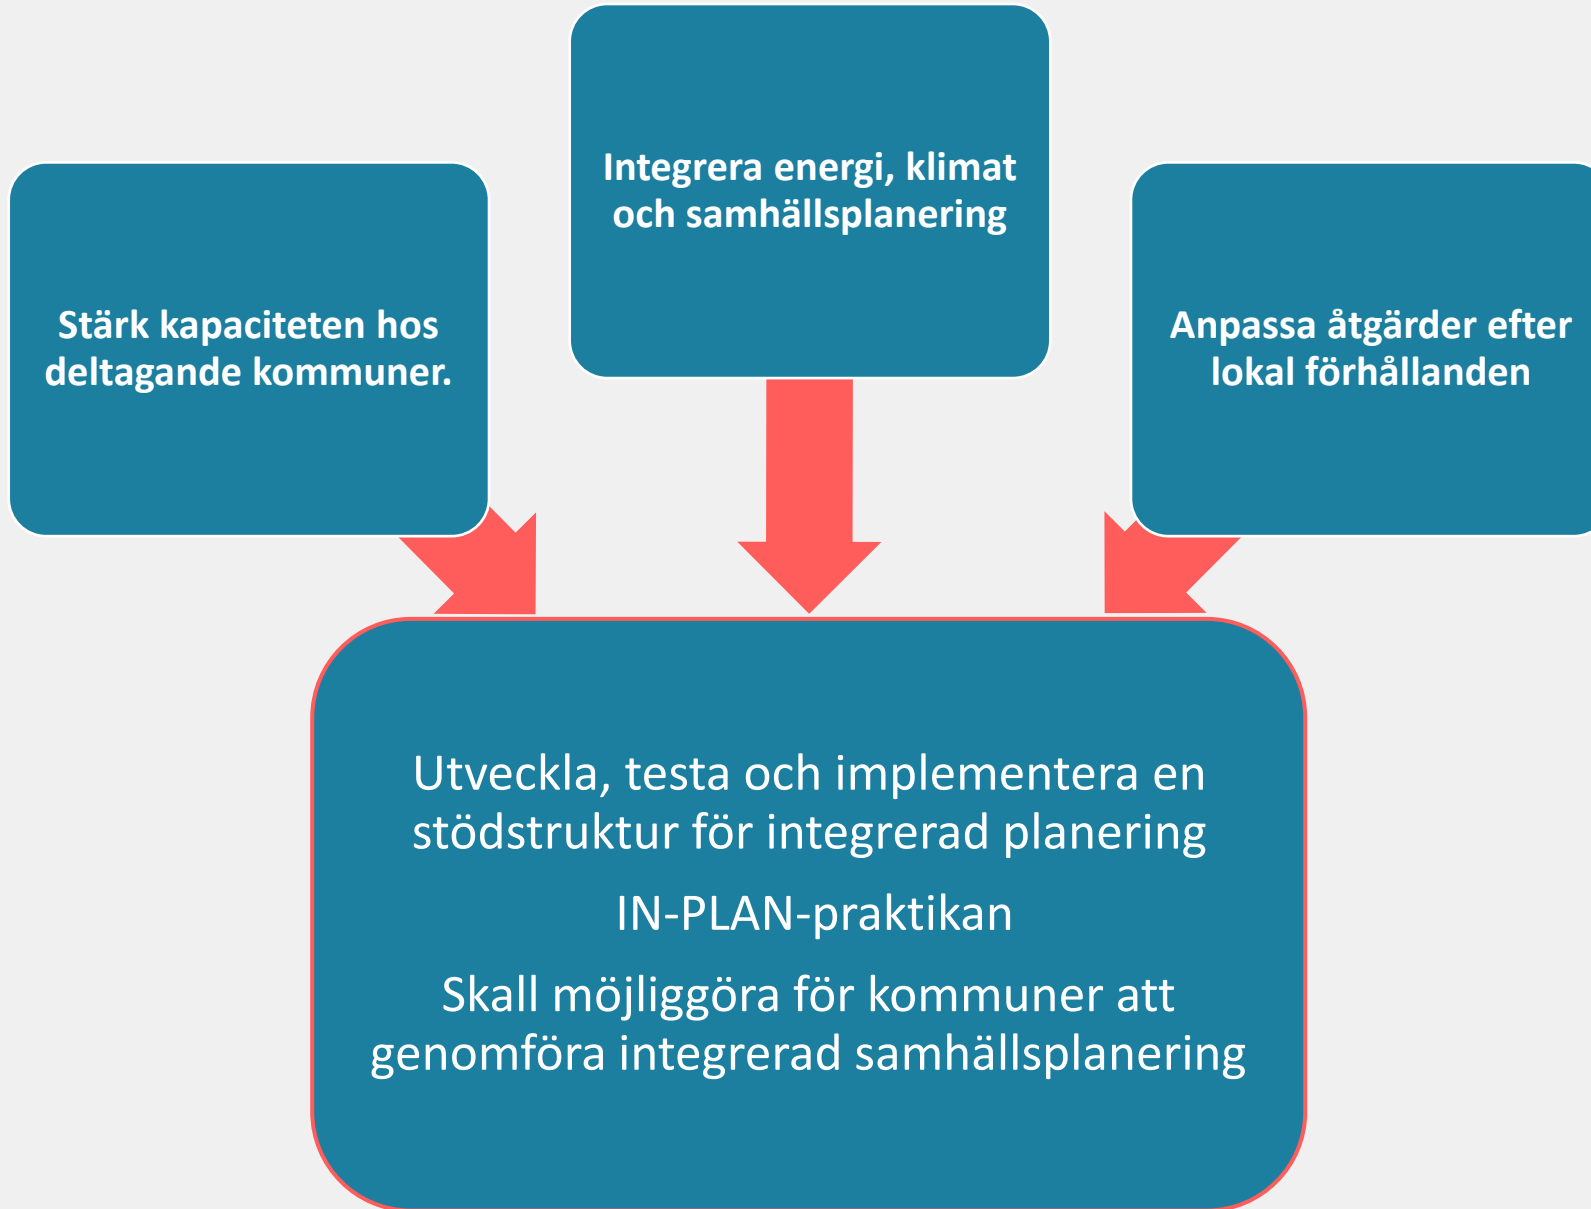 Stärk kapaciteten hos
deltagande kommuner.
Integrera energi, klimat
och samhällsplanering
Anpassa åtgärder efter
lokal förhållanden
Utveckla, testa och implementera en
stödstruktur för integrerad planering
IN-PLAN-praktikan
Skall möjliggöra för kommuner att
genomföra integrerad samhällsplanering